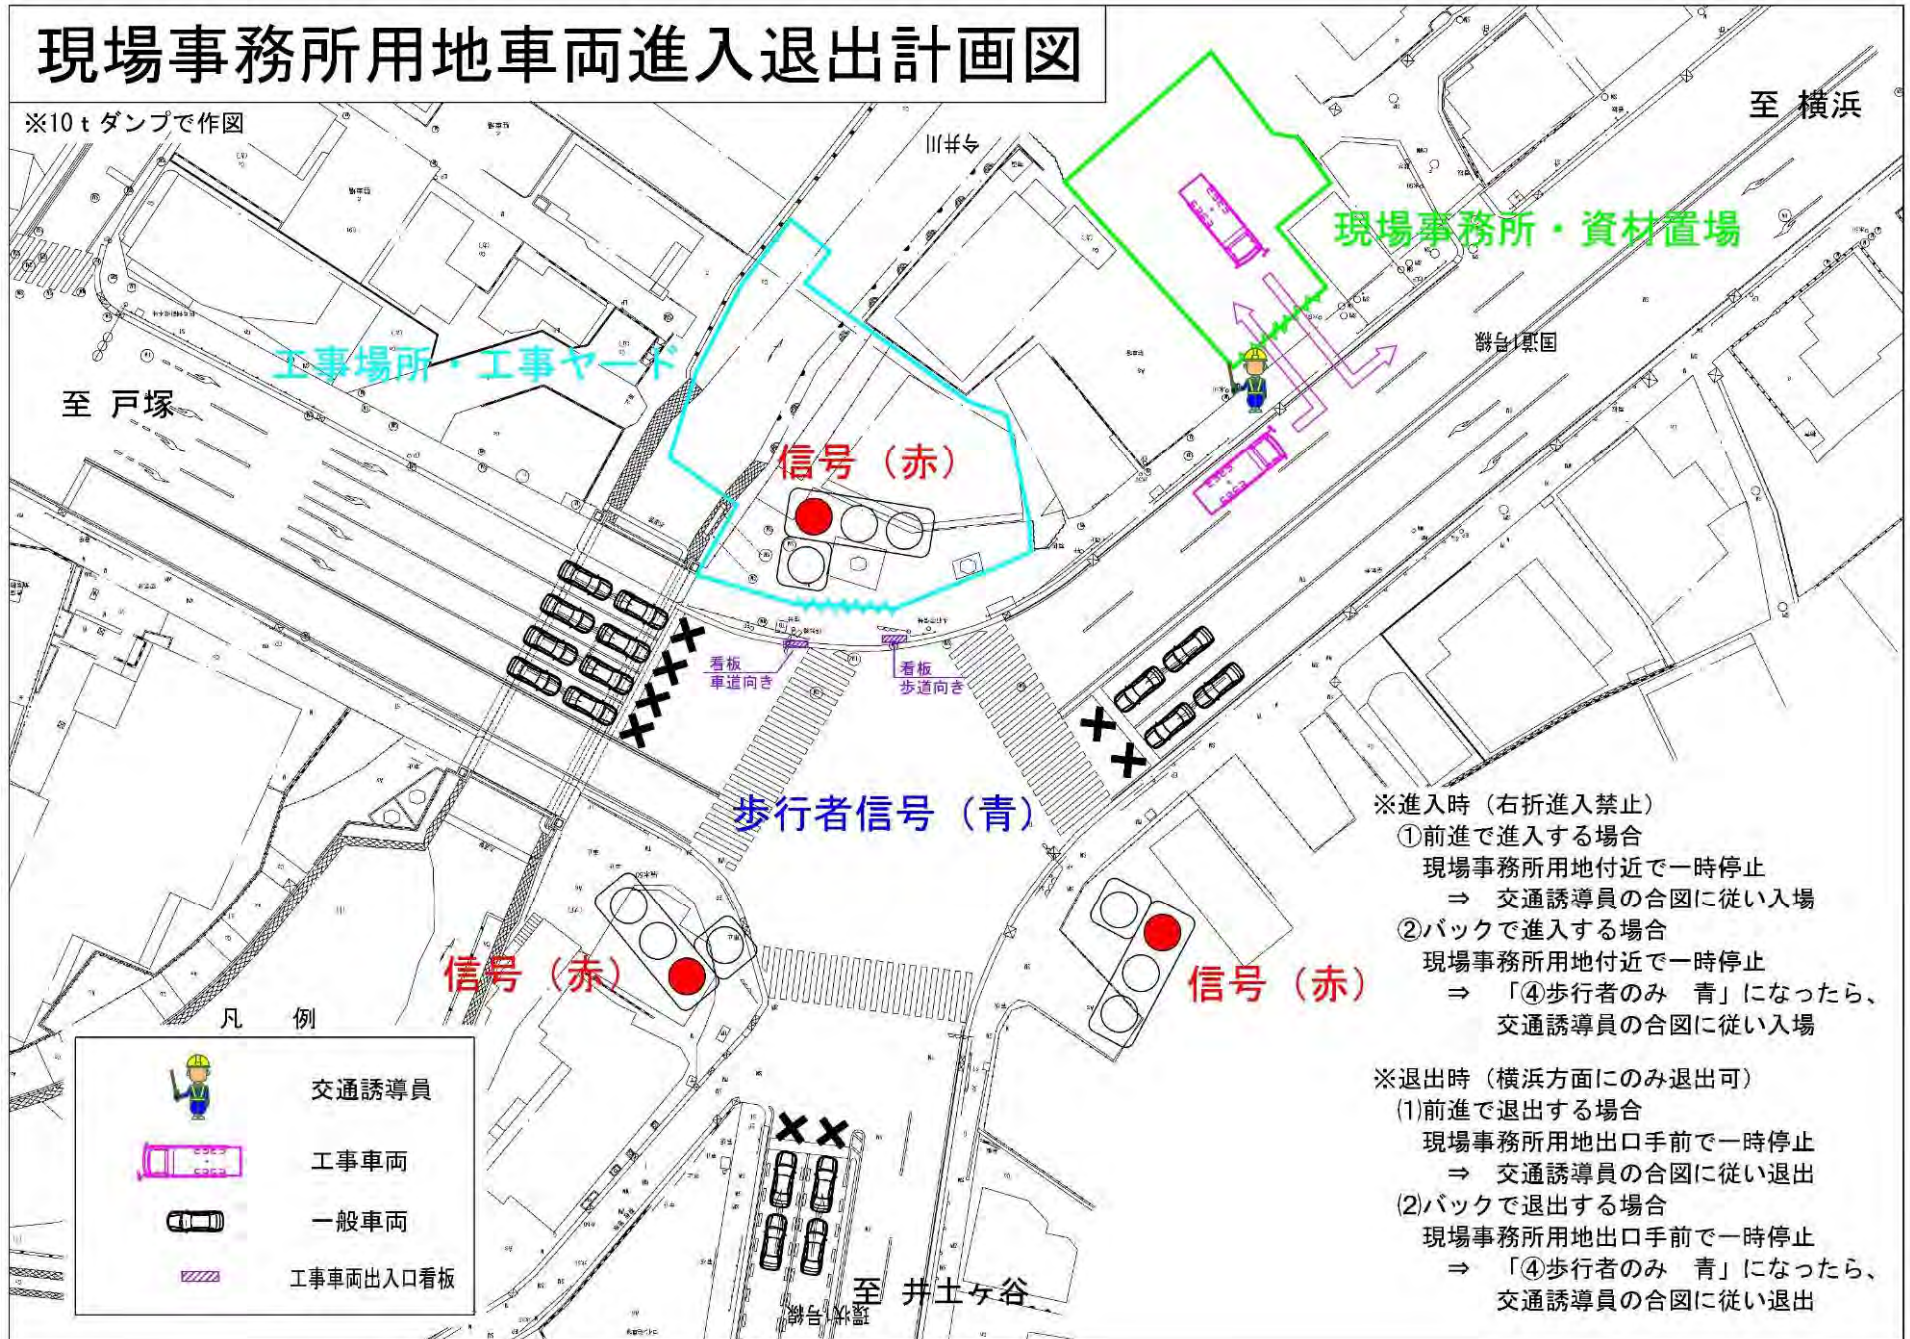 現場事務所用地車両進入退出計画図
※10ｔダンプで作図
至 横浜
今井川
現場事務所・資材置場
国道1号線
工事場所・工事ヤード
至 戸塚
信号（赤）
看板
車道向き
看板
歩道向き
歩行者信号（青）
信号（赤）
信号（赤）
※進入時（右折進入禁止）
①前進で進入する場合
現場事務所用地付近で一時停止
⇒　交通誘導員の合図に従い入場
②バックで進入する場合
現場事務所用地付近で一時停止
⇒　「④歩行者のみ　青」になったら、
交通誘導員の合図に従い入場
※退出時（横浜方面にのみ退出可）
⑴前進で退出する場合
現場事務所用地出口手前で一時停止
⇒　交通誘導員の合図に従い退出
⑵バックで退出する場合
現場事務所用地出口手前で一時停止
⇒　「④歩行者のみ　青」になったら、
交通誘導員の合図に従い退出
凡　例
交通誘導員
工事車両
一般車両
工事車両出入口看板
至 井土ヶ谷
環状1号線